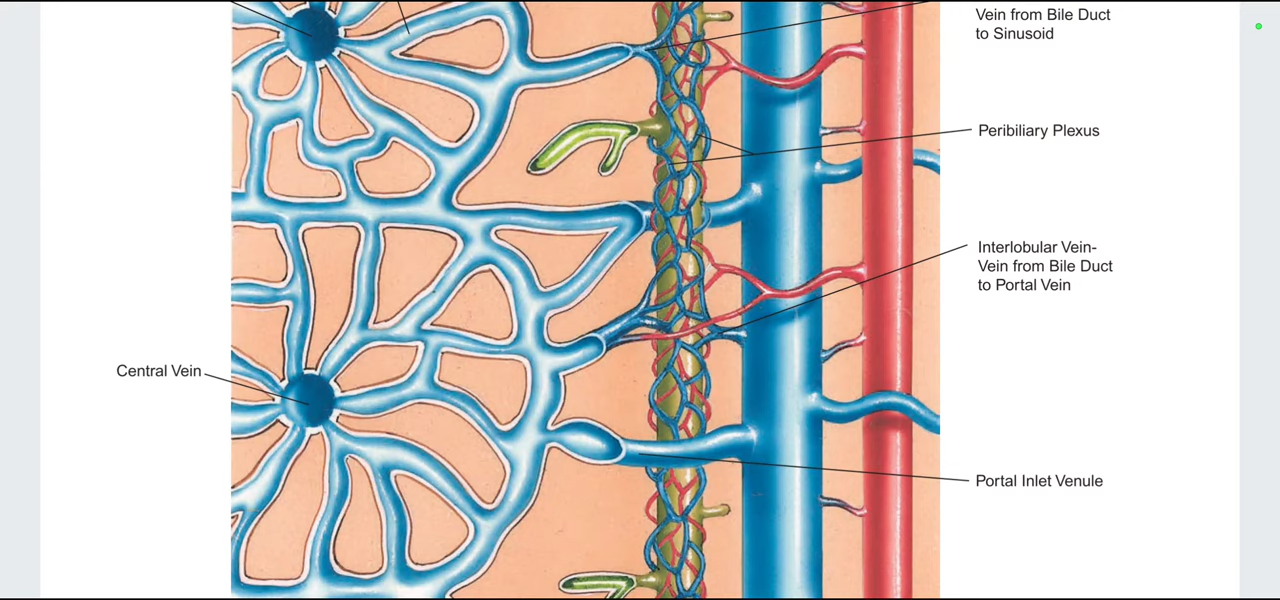 Vein from Bile Duct
to Sinusoid
Peribiliary Plexus
Interlobular Vein-
Vein from Bile Duct
to Portal Vein
Central Vein
Portal Inlet Venule